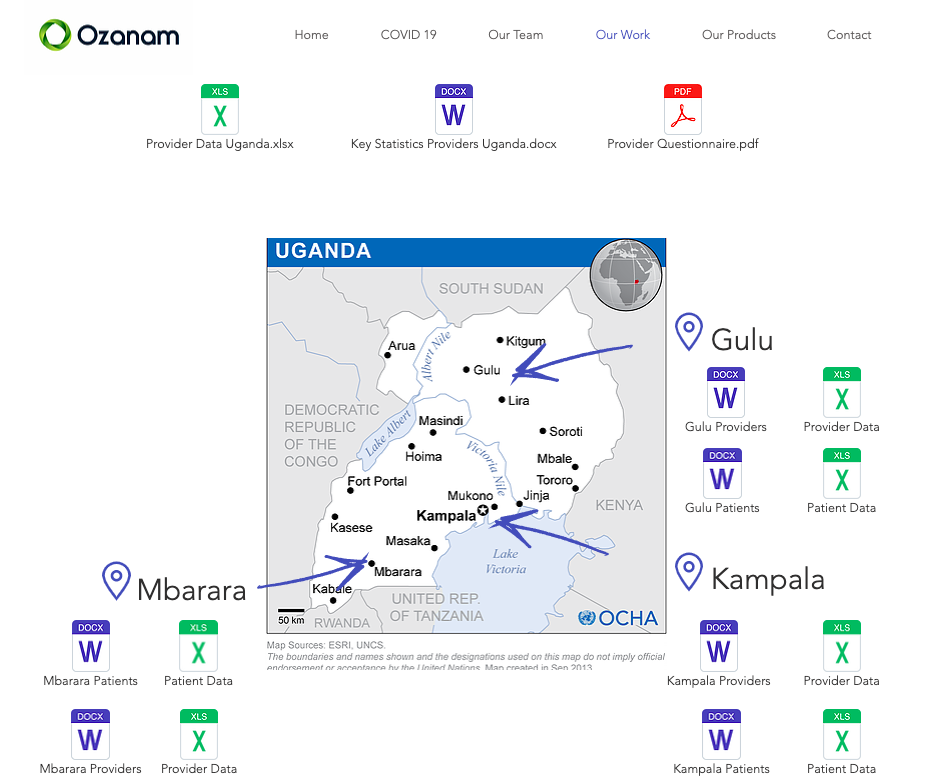 Ozanam
Home COVID 19 Our Team Our Work Our Products Contact
XLS DOCX PDF
X W
Provider Data Uganda.xlsx Key Statistics Providers Uganda.docx Provider Questionnaire.pdf
UGANDA
SOUTH SUDAN
Arua
Albert Nile
Kitgum
Gulu
Lira
DEMOCRATIC
REPUBLIC
OF THE
CONGO
Lake Albert
Masindi
Hoima
Soroti
Victoria Nile
Mbale
Tororo
Fort Portal
Mukono
Jinja
KENYA
Kampala
Kasese
Masaka
Lake
Victoria
Mbarara
Kabale
UNITED REP.
OF TANZANIA
RWANDA
50 km
OCHA
Map Sources: ESRI, UNCS.
The boundaries and names shown and the designations used on this map do not imply official
endorsement or acceptance by the United Nations. Map created in Sep 2013.
Gulu
DOCX XLS
W X
Gulu Providers Provider Data
DOCX XLS
W X
Gulu Patients Patient Data
Kampala
DOCX XLS
W X
Kampala Providers Provider Data
DOCX XLS
W X
Kampala Patients Patient Data
Mbarara
DOCX XLS
W X
Mbarara Patients Patient Data
DOCX XLS
W X
Mbarara Providers Provider Data